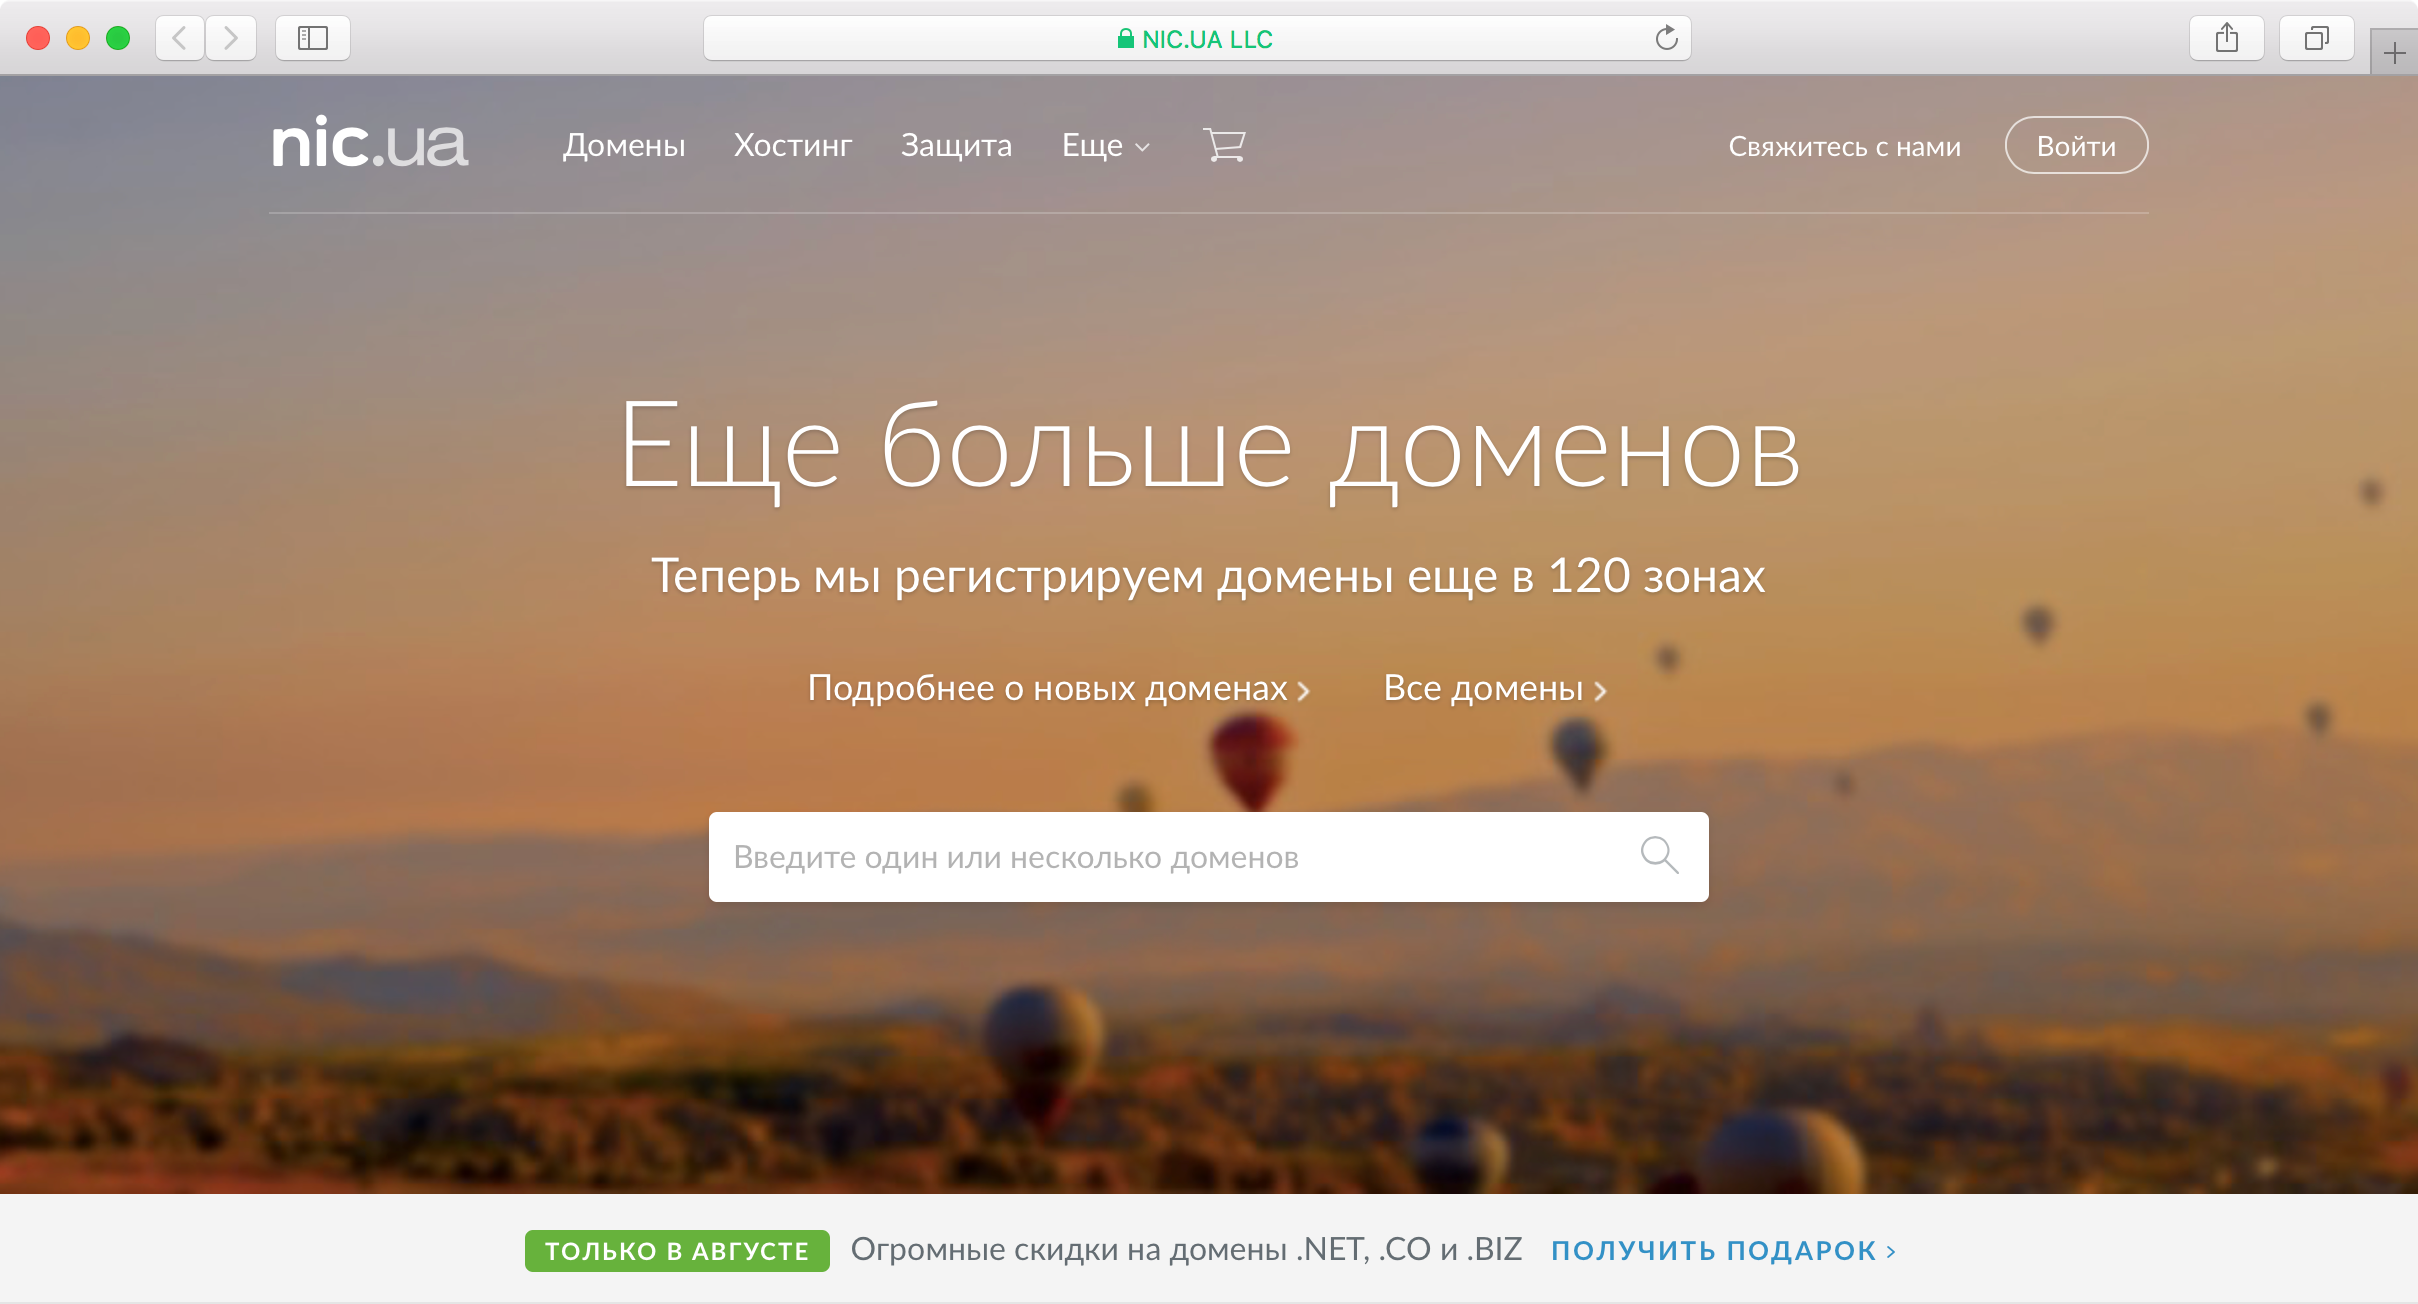 NIC.UA LLC
nic.ua Домены Хостинг Защита Еще Свяжитесь с нами Войти
Еще больше доменов
Теперь мы регистрируем домены еще в 120 зонах
Подробнее о новых доменах Все домены
Введите один или несколько доменов
ТОЛЬКО В АВГУСТЕ Огромные скидки на домены .NET, .CO и .BIZ ПОЛУЧИТЬ ПОДАРОК